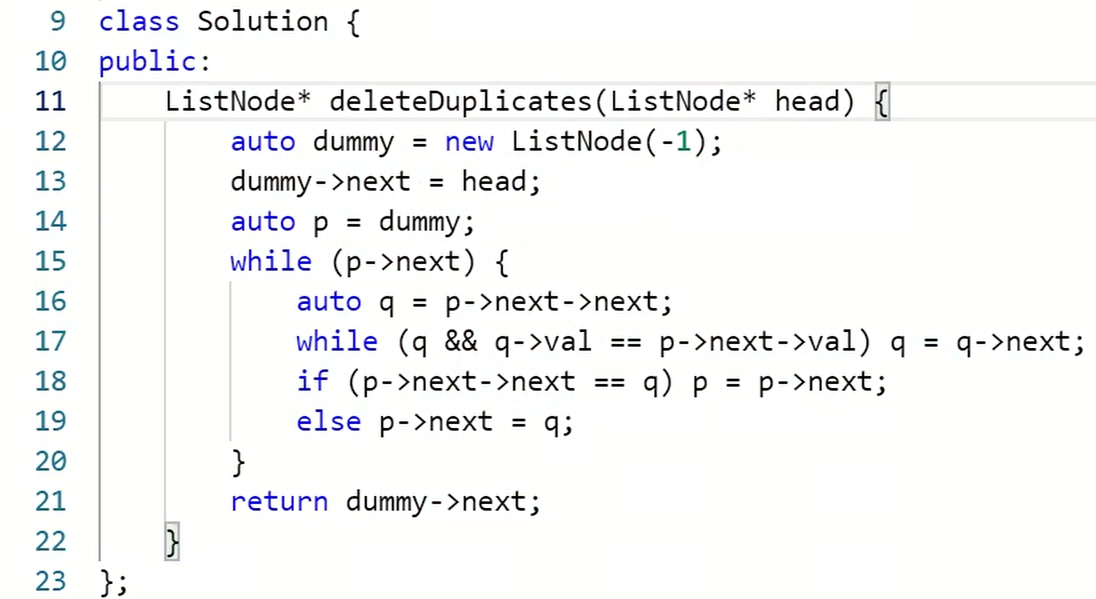 9 class Solution {
10 public:
11     ListNode* deleteDuplicates(ListNode* head) {
12         auto dummy = new ListNode(-1);
13         dummy->next = head;
14         auto p = dummy;
15         while (p->next) {
16             auto q = p->next->next;
17             while (q && q->val == p->next->val) q = q->next;
18             if (p->next->next == q) p = p->next;
19             else p->next = q;
20         }
21         return dummy->next;
22     }
23 };